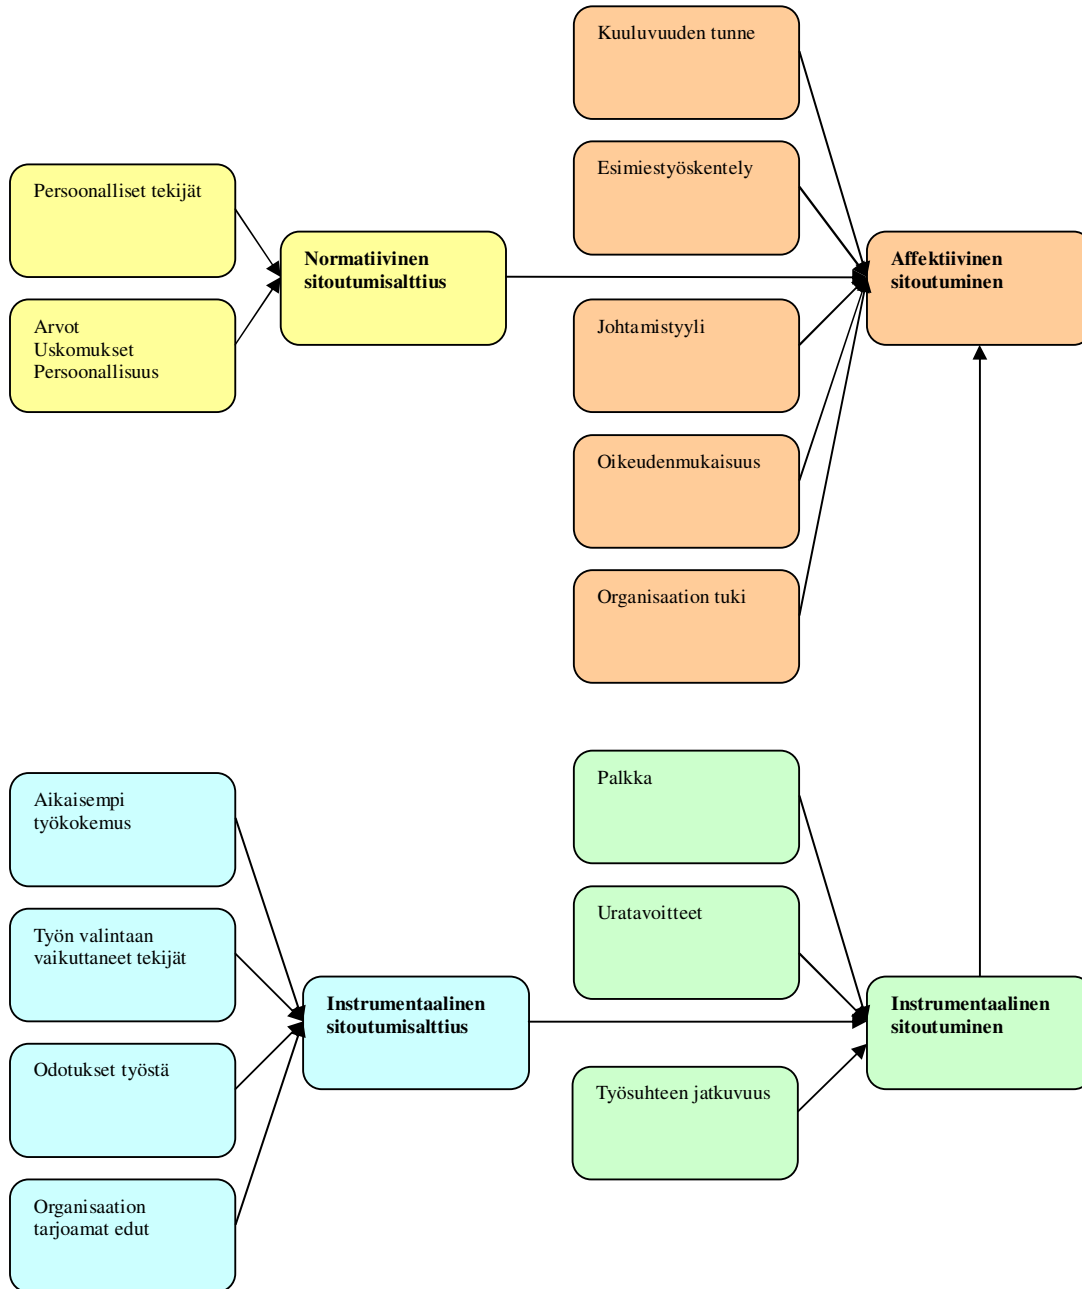 Kuuluvuuden tunne
Esimiestyöskentely
Persoonalliset tekijät
Normatiivinen
sitoutumisalttius
Affektiivinen
sitoutuminen
Arvot
Uskomukset
Persoonallisuus
Johtamistyyli
Oikeudenmukaisuus
Organisaation tuki
Palkka
Aikaisempi
työkokemus
Uratavoitteet
Työn valintaan
vaikuttaneet tekijät
Instrumentaalinen
sitoutumisalttius
Instrumentaalinen
sitoutuminen
Odotukset työstä
Työsuhteen jatkuvuus
Organisaation
tarjoamat edut